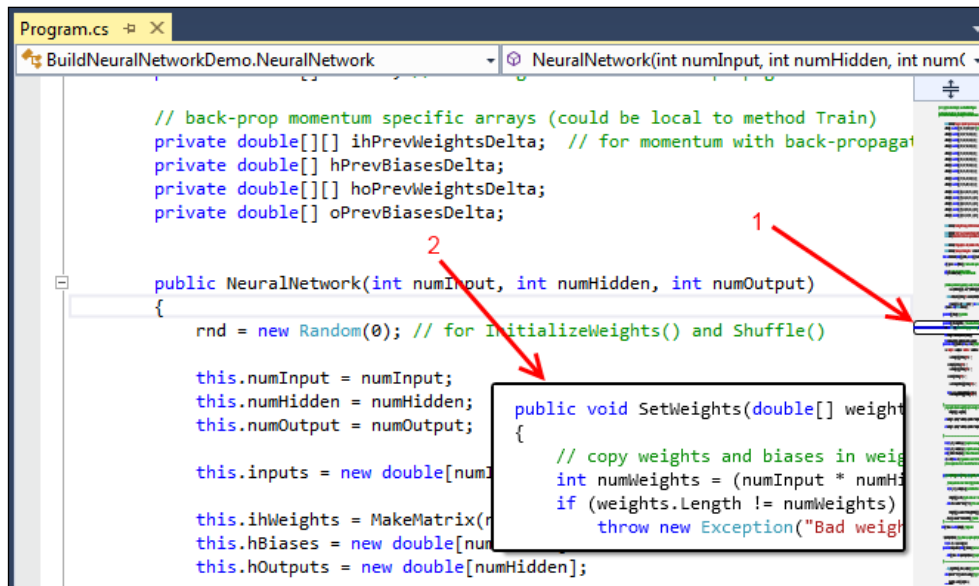 Program.cs
BuildNeuralNetworkDemo.NeuralNetwork
NeuralNetwork(int numInput, int numHidden, int num
// back-prop momentum specific arrays (could be local to method Train)
private double[][] ihPrevWeightsDelta;  // for momentum with back-propagat
private double[] hPrevBiasesDelta;
private double[][] hoPrevWeightsDelta;
private double[] oPrevBiasesDelta;
1
2
public NeuralNetwork(int numInput, int numHidden, int numOutput)
{
rnd = new Random(0); // for InitializeWeights() and Shuffle()
this.numInput = numInput;
this.numHidden = numHidden;
this.numOutput = numOutput;
this.inputs = new double[numI
this.ihWeights = MakeMatrix(n
this.hBiases = new double[num
this.hOutputs = new double[numHidden];
public void SetWeights(double[] weight
{
// copy weights and biases in weig
int numWeights = (numInput * numHi
if (weights.Length != numWeights)
throw new Exception("Bad weigh